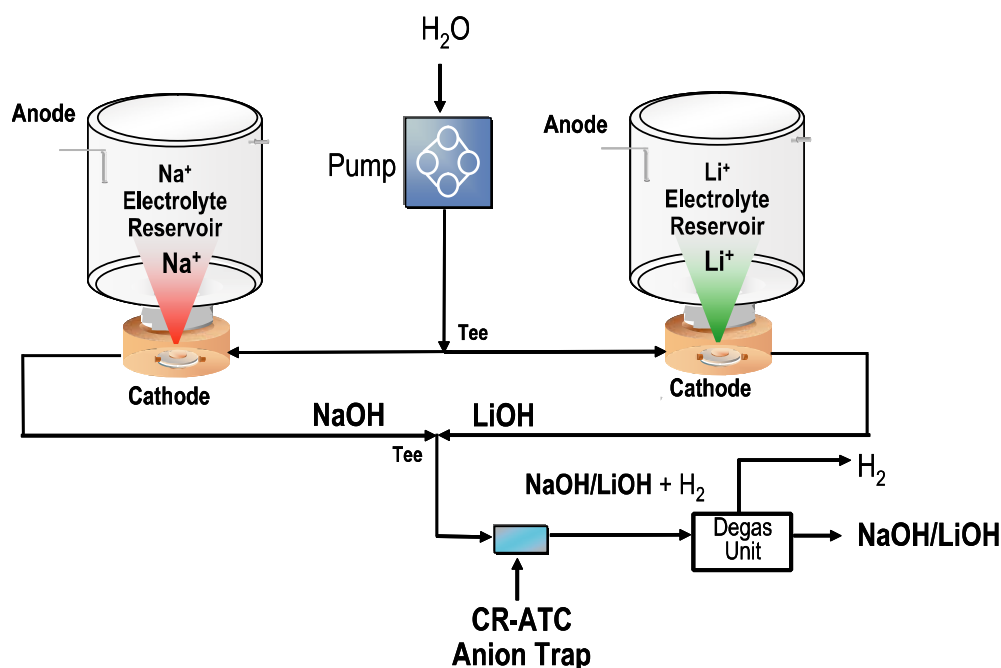 H₂O
Anode
Na⁺
Electrolyte
Reservoir
Na⁺
Pump
Anode
Li⁺
Electrolyte
Reservoir
Li⁺
Tee
Cathode
Cathode
NaOH
LiOH
Tee
NaOH/LiOH + H₂
H₂
Degas
Unit
NaOH/LiOH
CR-ATC
Anion Trap